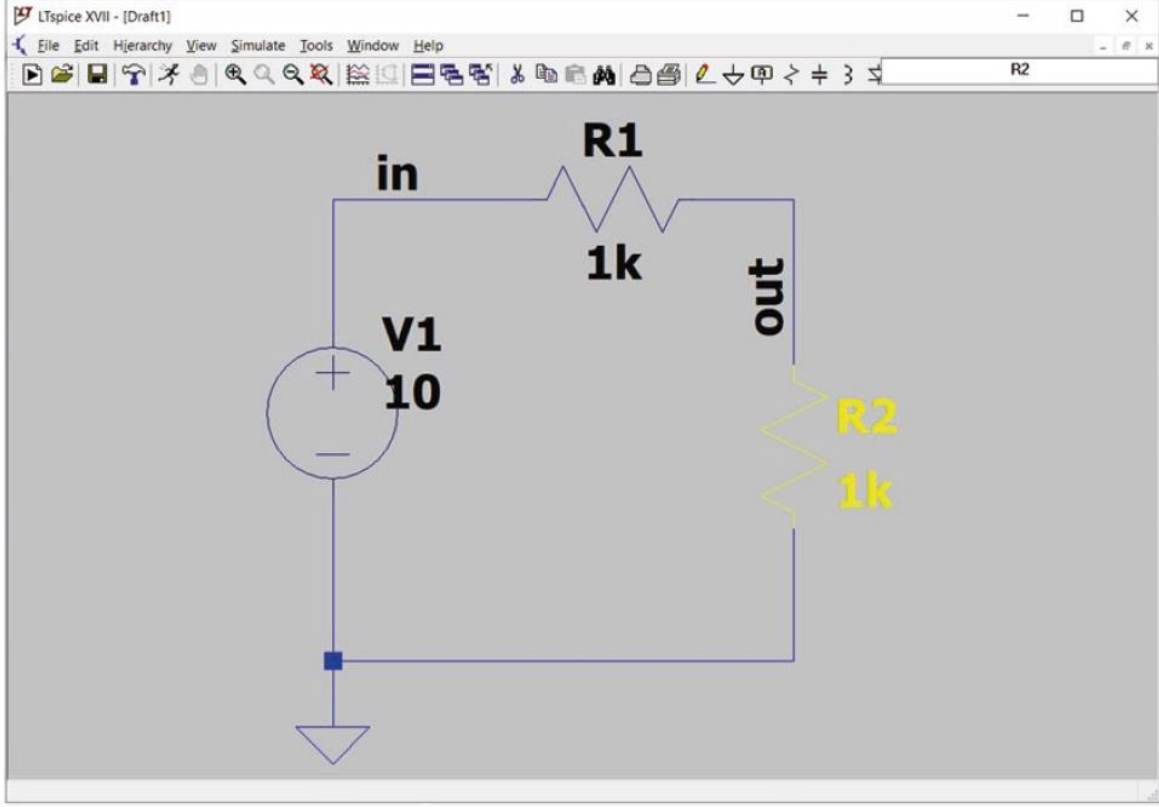 LTspice XVII - [Draft1]
File Edit Hierarchy View Simulate Tools Window Help
R2
R1
in
1k
out
V1
10
R2
1k